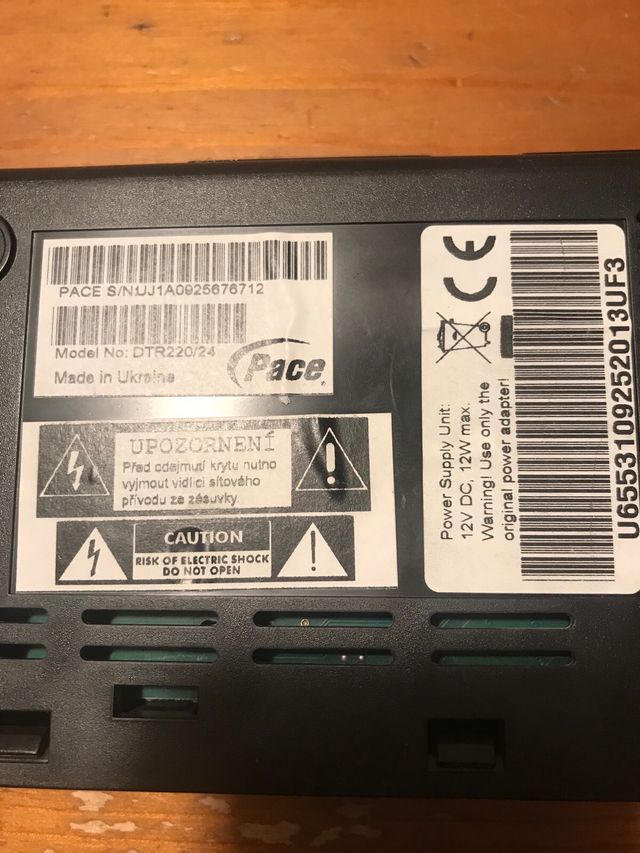 PACE S/N:UJ1A0925676712
Model No: DTR220/24
Made in Ukraine
Pace
UPOZORNENÍ
Před odejmutí krytu nutno
vyjmout vidlici síťového
přívodu ze zásuvky.
CAUTION
RISK OF ELECTRIC SHOCK
DO NOT OPEN
CE
Power Supply Unit:
12V DC, 12W max.
Warning! Use only the
original power adapter!
U6553109252013UF3